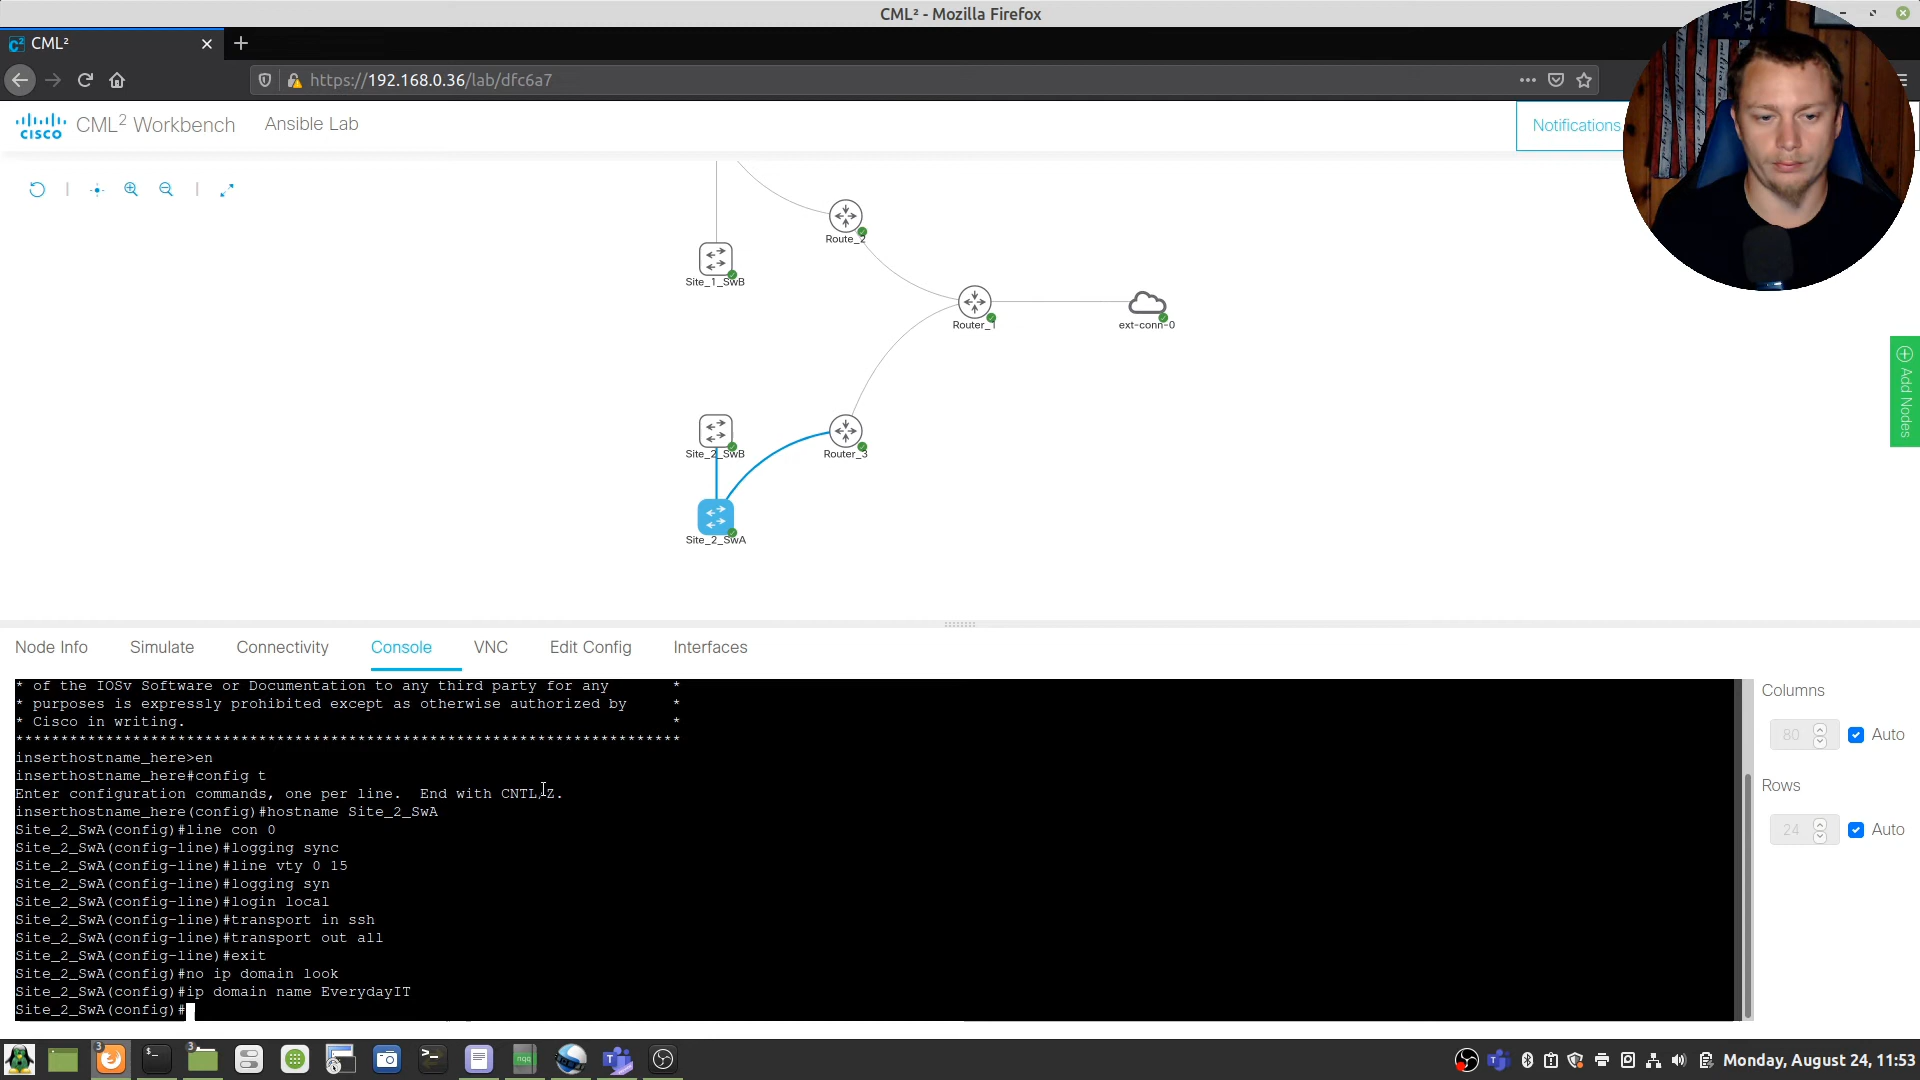 CML² - Mozilla Firefox
CML²
https://192.168.0.36/lab/dfc6a7
cisco
CML² Workbench
Ansible Lab
Notifications
Route_2
Site_1_SwB
Router_1
ext-conn-0
Add Nodes
Site_2_SwB
Router_3
Site_2_SwA
Node Info
Simulate
Connectivity
Console
VNC
Edit Config
Interfaces
* of the IOSv Software or Documentation to any third party for any *
* purposes is expressly prohibited except as otherwise authorized by *
* Cisco in writing. *
**************************************************************************
inserthostname_here>en
inserthostname_here#config t
Enter configuration commands, one per line. End with CNTL/Z.
inserthostname_here(config)#hostname Site_2_SwA
Site_2_SwA(config)#line con 0
Site_2_SwA(config-line)#logging sync
Site_2_SwA(config-line)#line vty 0 15
Site_2_SwA(config-line)#logging syn
Site_2_SwA(config-line)#login local
Site_2_SwA(config-line)#transport in ssh
Site_2_SwA(config-line)#transport out all
Site_2_SwA(config-line)#exit
Site_2_SwA(config)#no ip domain look
Site_2_SwA(config)#ip domain name EverydayIT
Site_2_SwA(config)#
Columns
80
Auto
Rows
24
Auto
3
3
Monday, August 24, 11:53